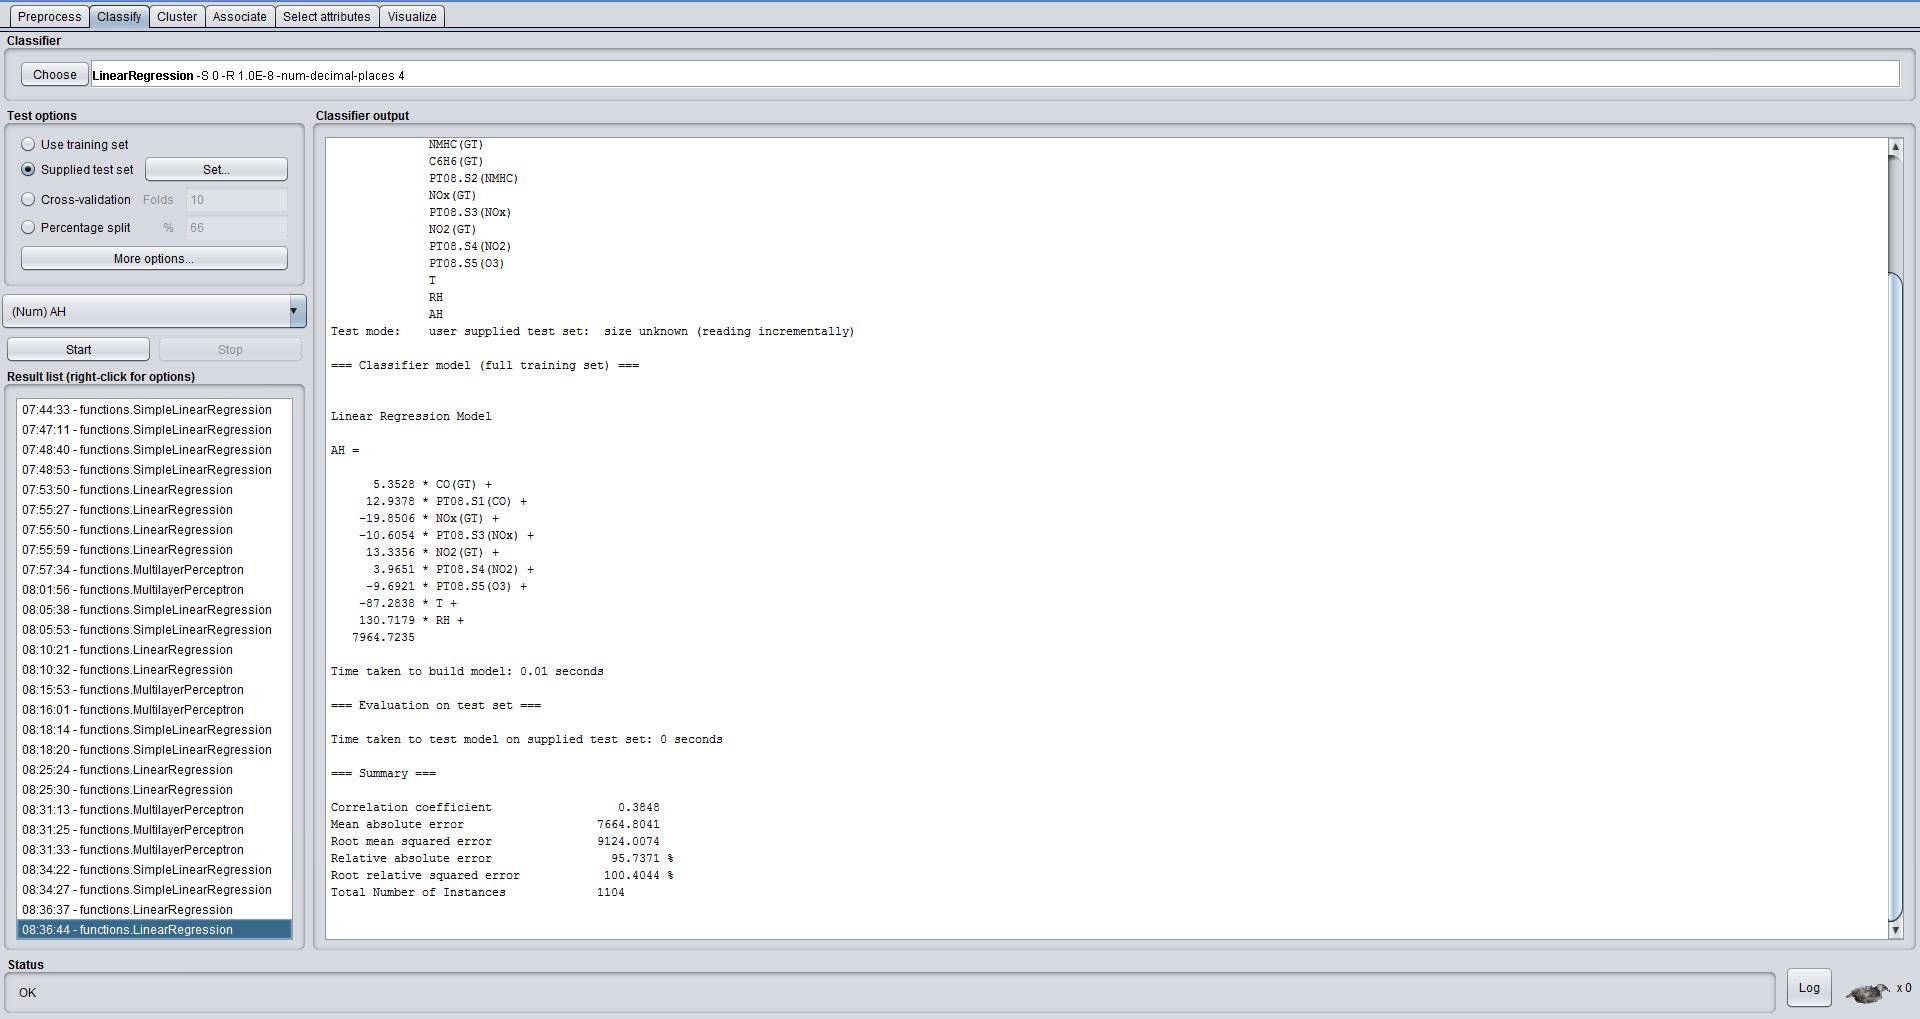 Preprocess Classify Cluster Associate Select attributes Visualize
Classifier
Choose LinearRegression -S 0 -R 1.0E-8 -num-decimal-places 4
Test options
Use training set
Supplied test set Set...
Cross-validation Folds 10
Percentage split % 66
More options...
(Num) AH
Start Stop
Result list (right-click for options)
07:44:33 - functions.SimpleLinearRegression
07:47:11 - functions.SimpleLinearRegression
07:48:40 - functions.SimpleLinearRegression
07:48:53 - functions.SimpleLinearRegression
07:53:50 - functions.LinearRegression
07:55:27 - functions.LinearRegression
07:55:50 - functions.LinearRegression
07:55:59 - functions.LinearRegression
07:57:34 - functions.MultilayerPerceptron
08:01:56 - functions.MultilayerPerceptron
08:05:38 - functions.SimpleLinearRegression
08:05:53 - functions.SimpleLinearRegression
08:10:21 - functions.LinearRegression
08:10:32 - functions.LinearRegression
08:15:53 - functions.MultilayerPerceptron
08:16:01 - functions.MultilayerPerceptron
08:18:14 - functions.SimpleLinearRegression
08:18:20 - functions.SimpleLinearRegression
08:25:24 - functions.LinearRegression
08:25:30 - functions.LinearRegression
08:31:13 - functions.MultilayerPerceptron
08:31:25 - functions.MultilayerPerceptron
08:31:33 - functions.MultilayerPerceptron
08:34:22 - functions.SimpleLinearRegression
08:34:27 - functions.SimpleLinearRegression
08:36:37 - functions.LinearRegression
08:36:44 - functions.LinearRegression
Classifier output
NMHC(GT)
C6H6(GT)
PT08.S2(NMHC)
NOx(GT)
PT08.S3(NOx)
NO2(GT)
PT08.S4(NO2)
PT08.S5(O3)
T
RH
AH
Test mode: user supplied test set: size unknown (reading incrementally)
=== Classifier model (full training set) ===
Linear Regression Model
AH =
5.3528 * CO(GT) +
12.9378 * PT08.S1(CO) +
-19.8506 * NOx(GT) +
-10.6054 * PT08.S3(NOx) +
13.3356 * NO2(GT) +
3.9651 * PT08.S4(NO2) +
-9.6921 * PT08.S5(O3) +
-87.2838 * T +
130.7179 * RH +
7964.7235
Time taken to build model: 0.01 seconds
=== Evaluation on test set ===
Time taken to test model on supplied test set: 0 seconds
=== Summary ===
Correlation coefficient 0.3848
Mean absolute error 7664.8041
Root mean squared error 9124.0074
Relative absolute error 95.7371 %
Root relative squared error 100.4044 %
Total Number of Instances 1104
Status
OK
Log x 0